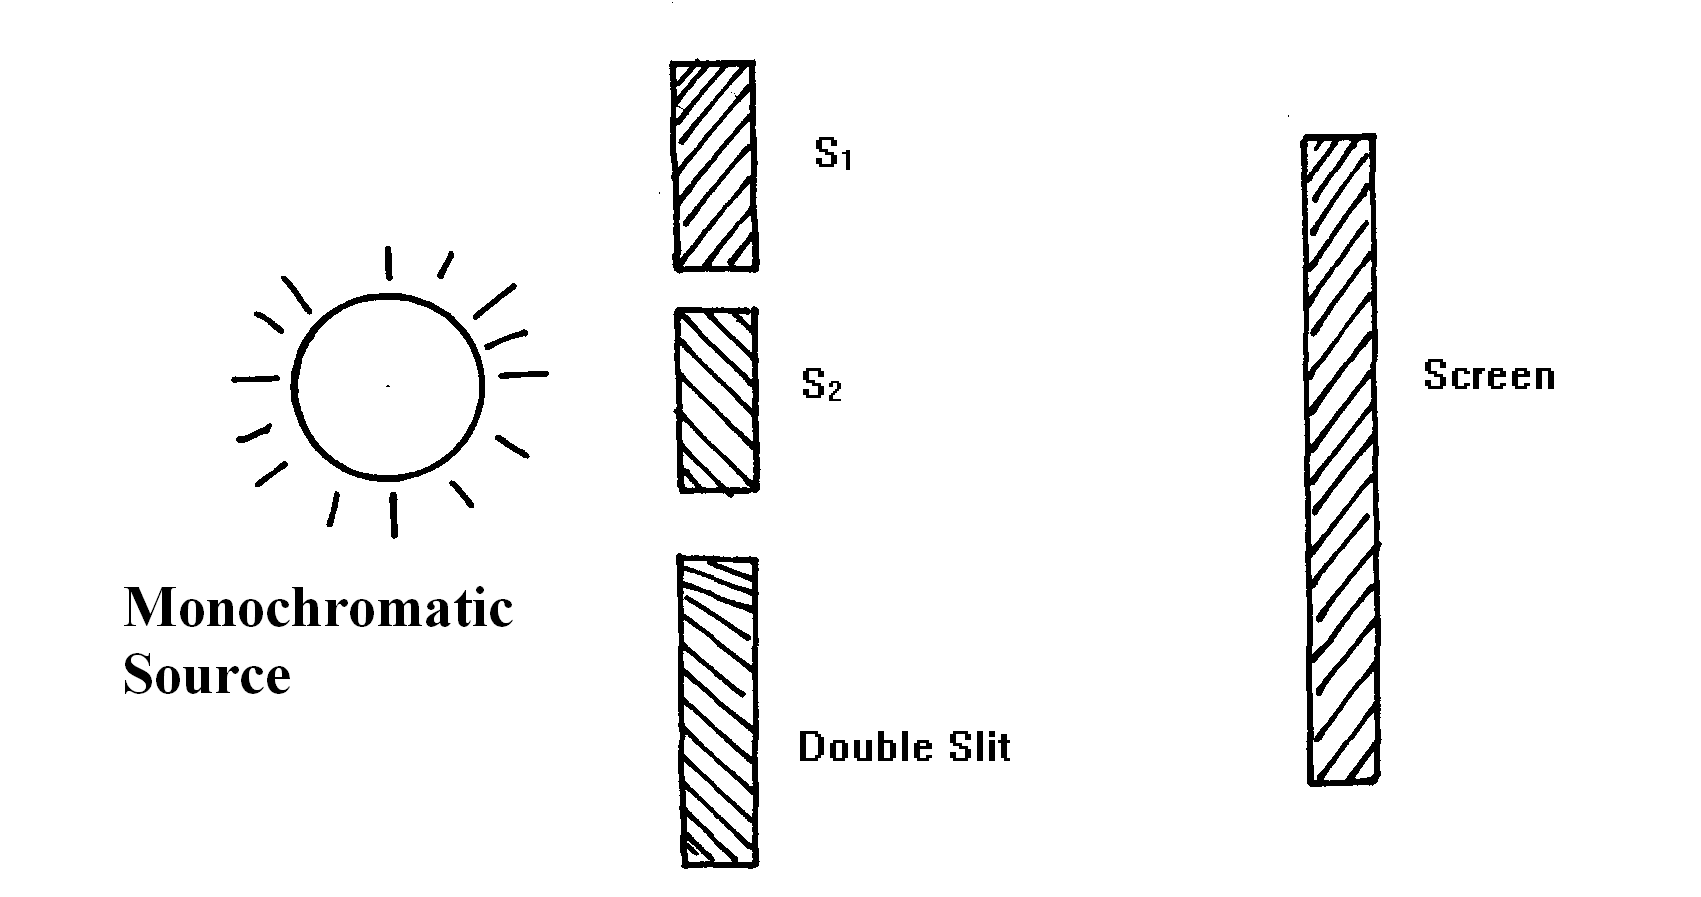 S₁
S₂
Screen
Monochromatic
Source
Double Slit